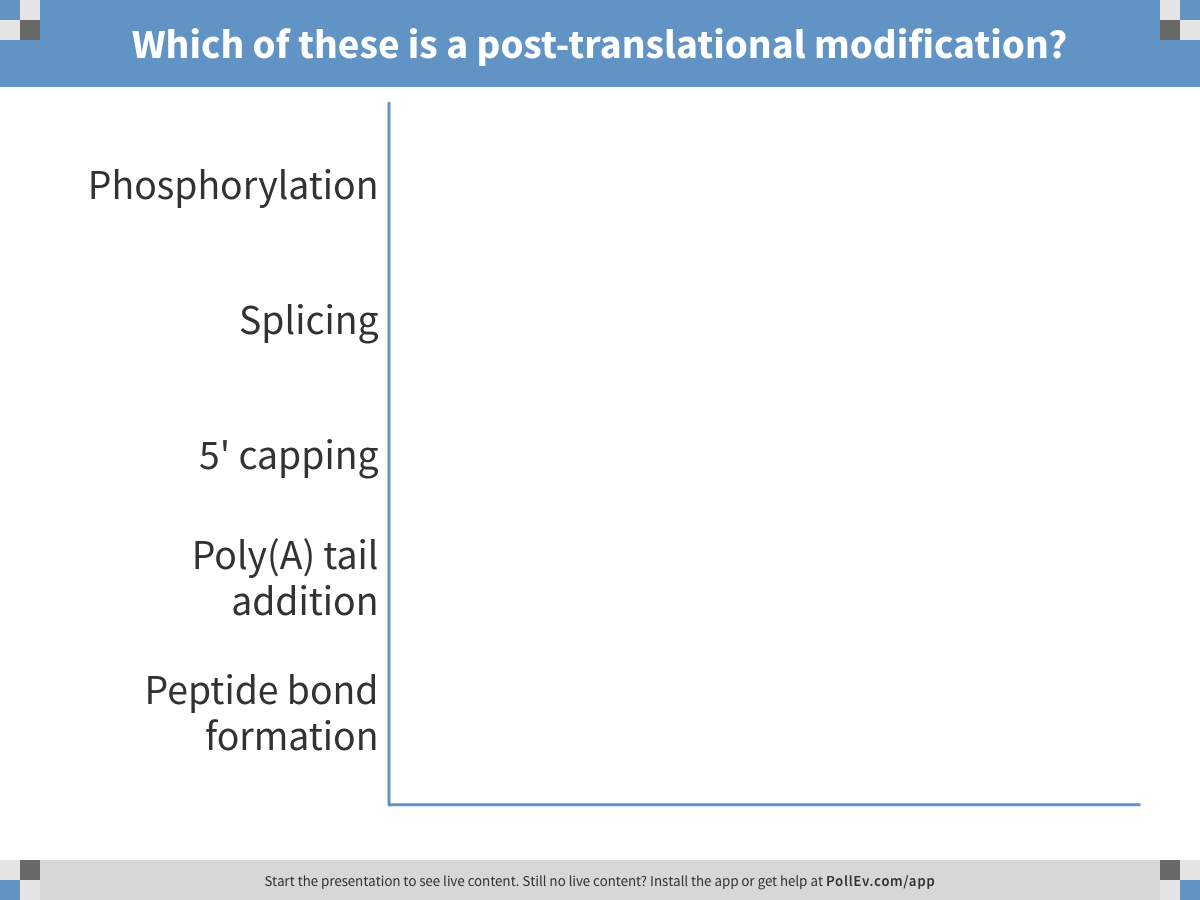 Which of these is a post-translational modification?
Phosphorylation
Splicing
5' capping
Poly(A) tail
addition
Peptide bond
formation
Start the presentation to see live content. Still no live content? Install the app or get help at PollEv.com/app